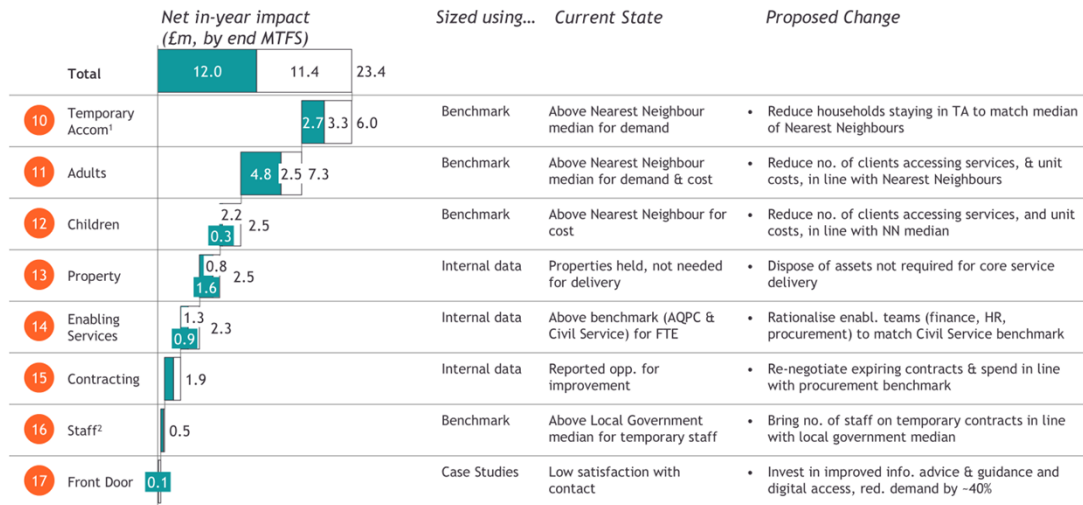 Net in-year impact
(£m, by end MTFS)
Sized using…
Current State
Proposed Change
Total
12.0
11.4
23.4
10
Temporary
Accom¹
2.7
3.3
6.0
Benchmark
Above Nearest Neighbour
median for demand
• Reduce households staying in TA to match median
of Nearest Neighbours
11
Adults
4.8
2.5
7.3
Benchmark
Above Nearest Neighbour
median for demand & cost
• Reduce no. of clients accessing services, & unit
costs, in line with Nearest Neighbours
12
Children
2.2
0.3
2.5
Benchmark
Above Nearest Neighbour for
cost
• Reduce no. of clients accessing services, and unit
costs, in line with NN median
13
Property
0.8
1.6
2.5
Internal data
Properties held, not needed
for delivery
• Dispose of assets not required for core service
delivery
14
Enabling
Services
1.3
0.9
2.3
Internal data
Above benchmark (AQPC &
Civil Service) for FTE
• Rationalise enabl. teams (finance, HR,
procurement) to match Civil Service benchmark
15
Contracting
1.9
Internal data
Reported opp. for
improvement
• Re-negotiate expiring contracts & spend in line
with procurement benchmark
16
Staff²
0.5
Benchmark
Above Local Government
median for temporary staff
• Bring no. of staff on temporary contracts in line
with local government median
17
Front Door
0.1
Case Studies
Low satisfaction with
contact
• Invest in improved info. advice & guidance and
digital access, red. demand by ~40%